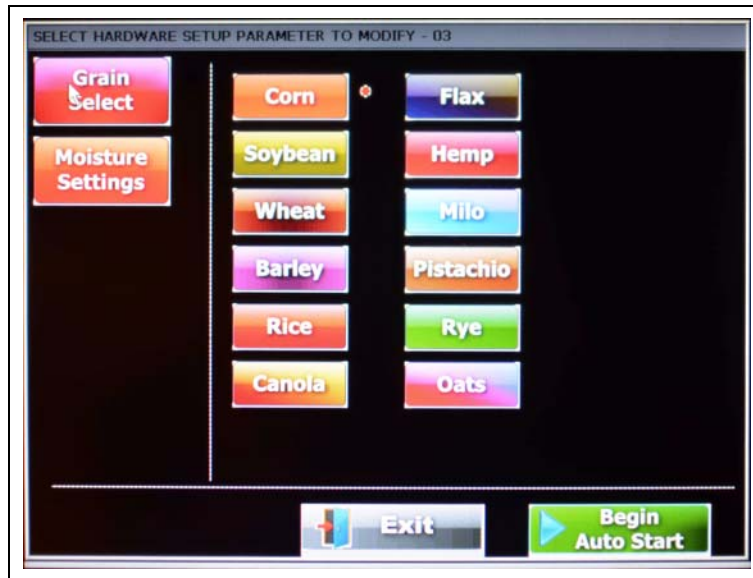 SELECT HARDWARE SETUP PARAMETER TO MODIFY - 03
Grain
Select
Moisture
Settings
Corn
Flax
Soybean
Hemp
Wheat
Milo
Barley
Pistachio
Rice
Rye
Canola
Oats
Exit
Begin
Auto Start